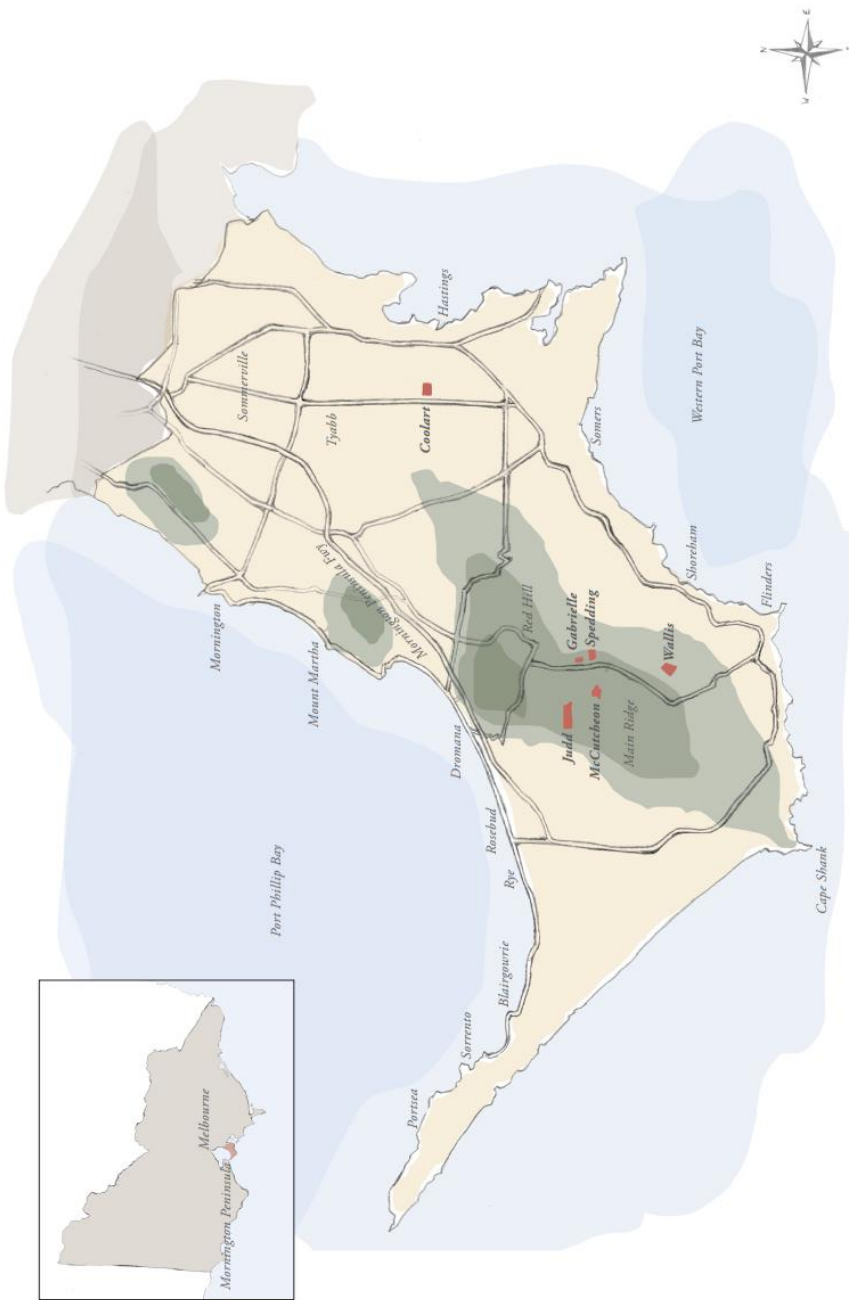 N
W
E
Melbourne
Mornington Peninsula
Port Phillip Bay
Mornington
Sommerville
Mount Martha
Tyabb
Mornington Peninsula Fwy
Coolart
Hastings
Portsea
Sorrento
Dromana
Rosebud
Rye
Blairgowrie
Red Hill
Judd
Gabrielle
Spedding
McCutcheon
Somers
Main Ridge
Wallis
Shoreham
Western Port Bay
Flinders
Cape Shank